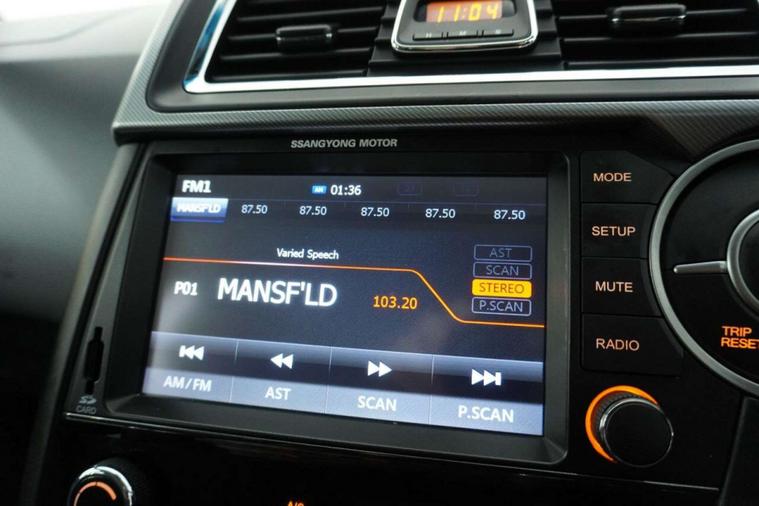 11:04
H M S
SSANGYONG MOTOR
FM1
AM 01:36
MANSF'LD 87.50 87.50 87.50 87.50 87.50
Varied Speech
P01 MANSF'LD 103.20
AST
SCAN
STEREO
P.SCAN
AM/FM AST SCAN P.SCAN
MODE
SETUP
MUTE
RADIO
TRIP
RESET
SD
CARD
A/C